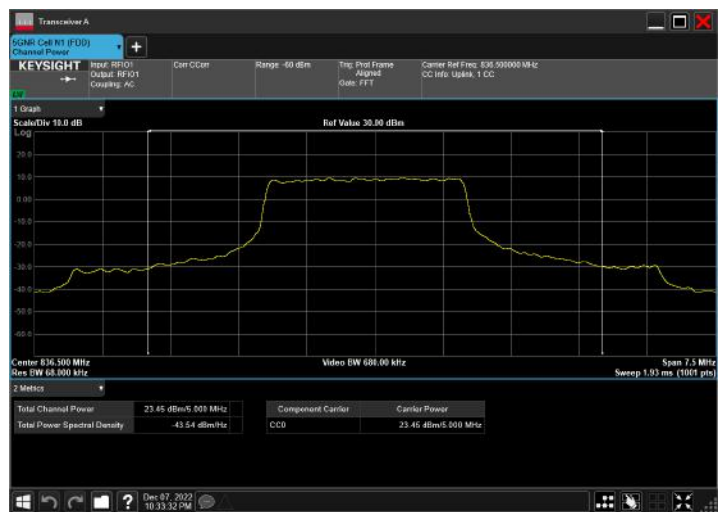 Transceiver A
5GNR Cell N1 (FDD)
Channel Power
KEYSIGHT
Input: RFIO1
Output: RFIO1
Coupling: AC
Corr CCorr
Range: -60 dBm
Trig: Prot Frame
Aligned
Gate: FFT
Carrier Ref Freq: 836.500000 MHz
CC Info: Uplink, 1 CC
1 Graph
Scale/Div 10.0 dB
Ref Value 30.00 dBm
Log
20.0
10.0
0.00
-10.0
-20.0
-30.0
-40.0
-50.0
-60.0
Center 836.500 MHz
Video BW 680.00 kHz
Span 7.5 MHz
Res BW 68.000 kHz
Sweep 1.93 ms (1001 pts)
2 Metrics
Total Channel Power
23.45 dBm/5.000 MHz
Total Power Spectral Density
-43.54 dBm/Hz
Component Carrier
Carrier Power
CC0
23.45 dBm/5.000 MHz
?
Dec 07, 2022
10:33:32 PM